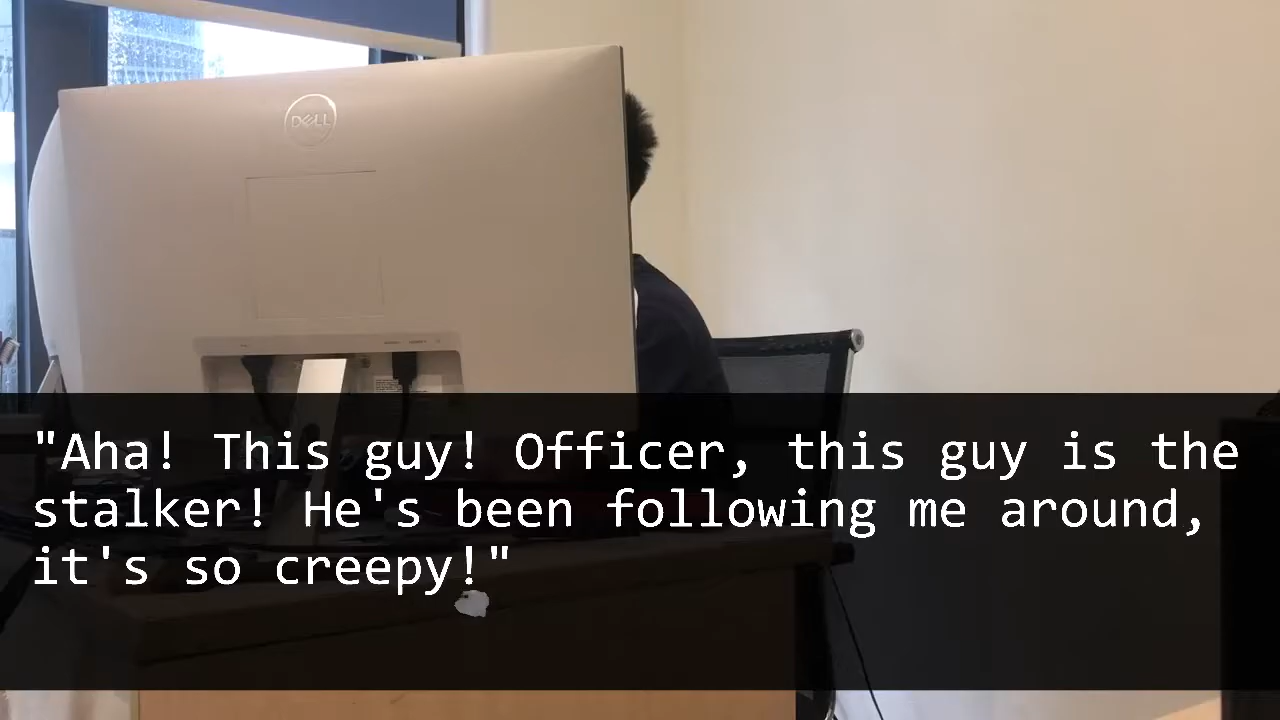 DELL
"Aha! This guy! Officer, this guy is the
stalker! He's been following me around,
it's so creepy!"